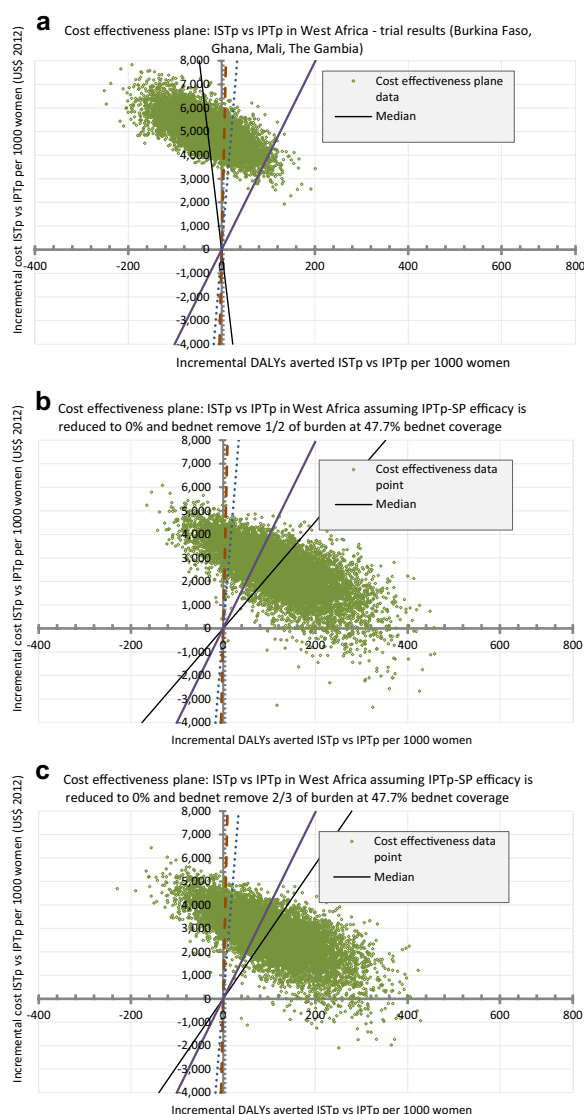 a
Cost effectiveness plane: ISTp vs IPTp in West Africa - trial results (Burkina Faso,
Ghana, Mali, The Gambia)
Incremental cost ISTp vs IPTp per 1000 women (US$ 2012)
8,000
7,000
6,000
5,000
4,000
3,000
2,000
1,000
0
-1,000
-2,000
-3,000
-4,000
-400
-200
0
200
400
600
800
Cost effectiveness plane
data
Median
Incremental DALYs averted ISTp vs IPTp per 1000 women
b
Cost effectiveness plane: ISTp vs IPTp in West Africa assuming IPTp-SP efficacy is
reduced to 0% and bednet remove 1/2 of burden at 47.7% bednet coverage
Incremental cost ISTp vs IPTp per 1000 women (US$ 2012)
8,000
7,000
6,000
5,000
4,000
3,000
2,000
1,000
0
-1,000
-2,000
-3,000
-4,000
-400
-200
0
200
400
600
800
Cost effectiveness data
point
Median
Incremental DALYs averted ISTp vs IPTp per 1000 women
c
Cost effectiveness plane: ISTp vs IPTp in West Africa assuming IPTp-SP efficacy is
reduced to 0% and bednet remove 2/3 of burden at 47.7% bednet coverage
Incremental cost ISTp vs IPTp per 1000 women (US$ 2012)
8,000
7,000
6,000
5,000
4,000
3,000
2,000
1,000
0
-1,000
-2,000
-3,000
-4,000
-400
-200
0
200
400
600
800
Cost effectiveness data
point
Median
Incremental DALYs averted ISTp vs IPTp per 1000 women